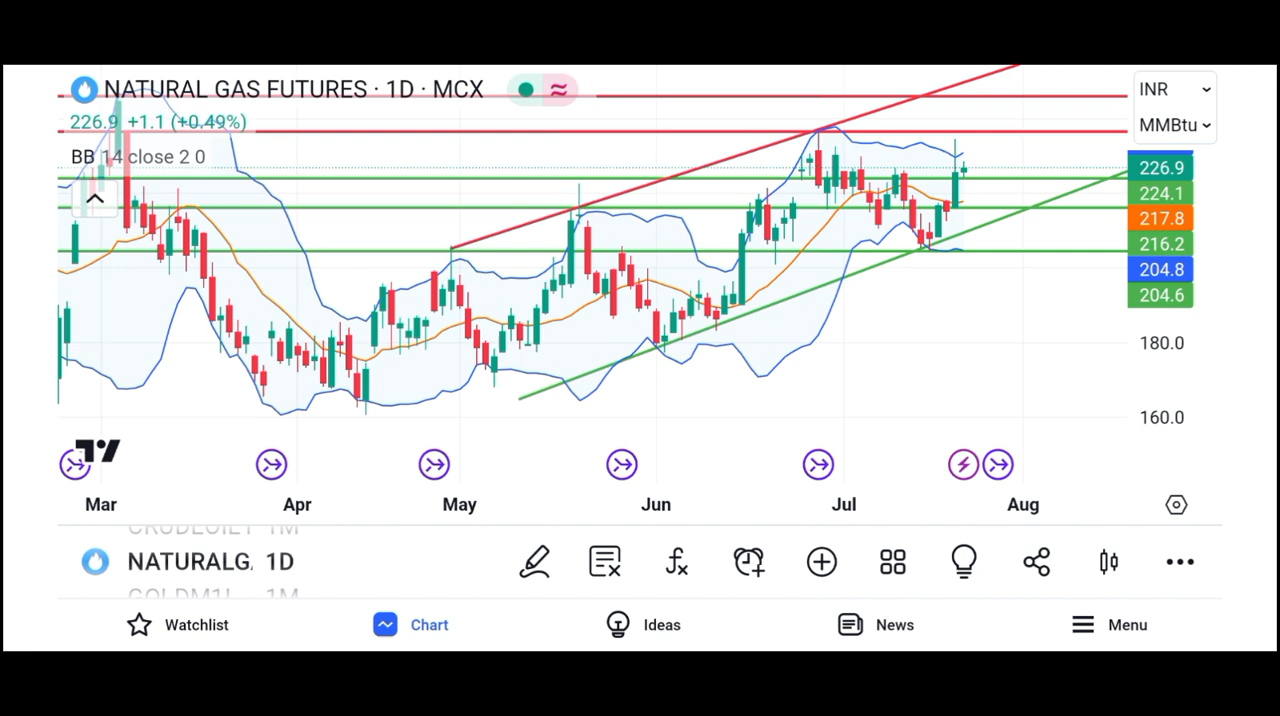 NATURAL GAS FUTURES · 1D · MCX
INR
226.9 +1.1 (+0.49%)
MMBtu
BB 14 close 2 0
226.9
224.1
217.8
216.2
204.8
204.6
180.0
160.0
Mar Apr May Jun Jul Aug
NATURALG 1D
Watchlist Chart Ideas News Menu